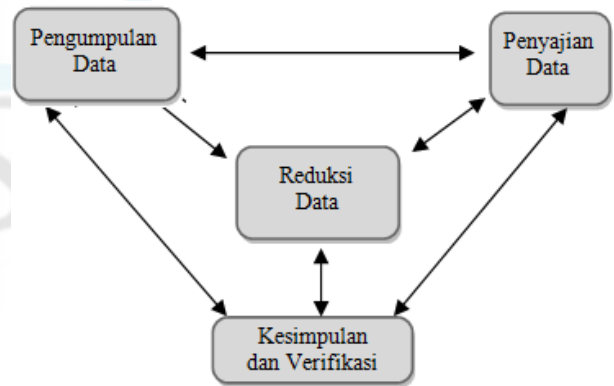 Pengumpulan
Data
Penyajian
Data
Reduksi
Data
Kesimpulan
dan Verifikasi